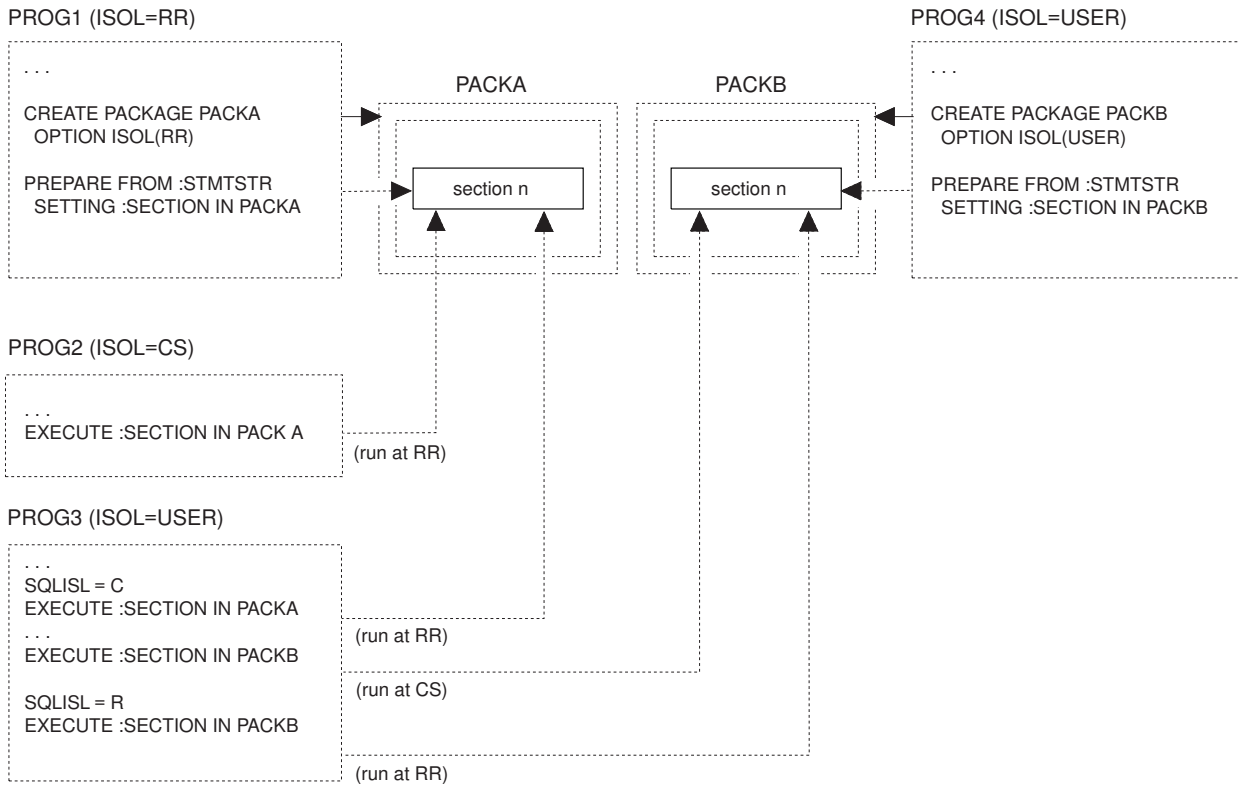 PROG1 (ISOL=RR)
PROG4 (ISOL=USER)
. . .
CREATE PACKAGE PACKA
OPTION ISOL(RR)
PREPARE FROM :STMTSTR
SETTING :SECTION IN PACKA
PACKA
section n
PACKB
section n
. . .
CREATE PACKAGE PACKB
OPTION ISOL(USER)
PREPARE FROM :STMTSTR
SETTING :SECTION IN PACKB
PROG2 (ISOL=CS)
. . .
EXECUTE :SECTION IN PACK A
(run at RR)
PROG3 (ISOL=USER)
. . .
SQLISL = C
EXECUTE :SECTION IN PACKA
. . .
EXECUTE :SECTION IN PACKB
SQLISL = R
EXECUTE :SECTION IN PACKB
(run at RR)
(run at CS)
(run at RR)